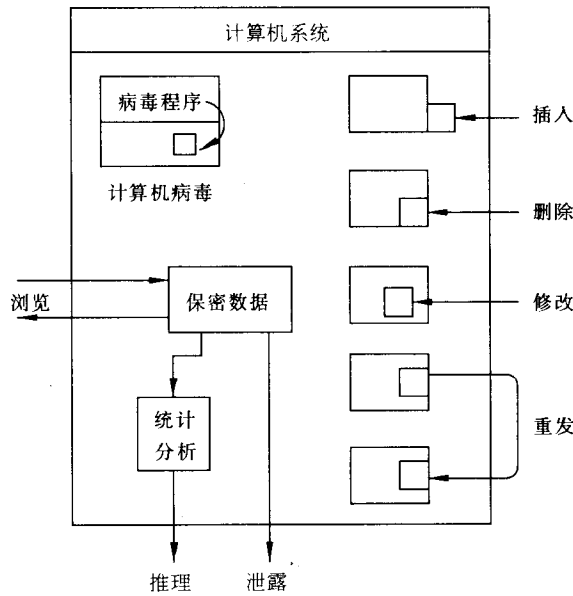 计算机系统
病毒程序
计算机病毒
插入
删除
浏览
保密数据
修改
统计
分析
重发
推理
泄露